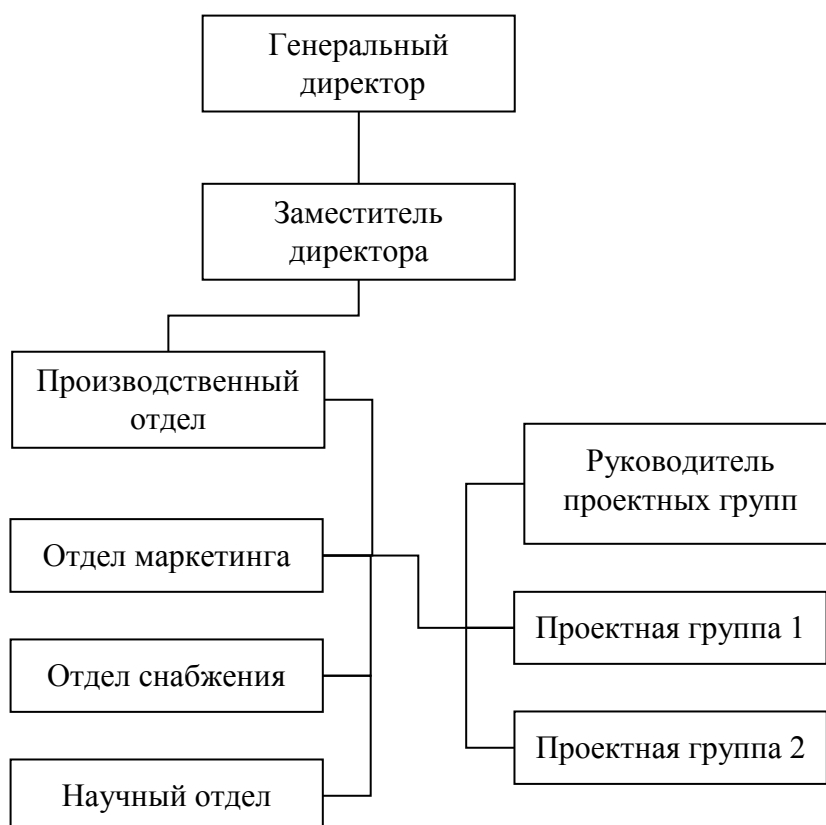 Генеральный
директор
Заместитель
директора
Производственный
отдел
Отдел маркетинга
Отдел снабжения
Научный отдел
Руководитель
проектных групп
Проектная группа 1
Проектная группа 2